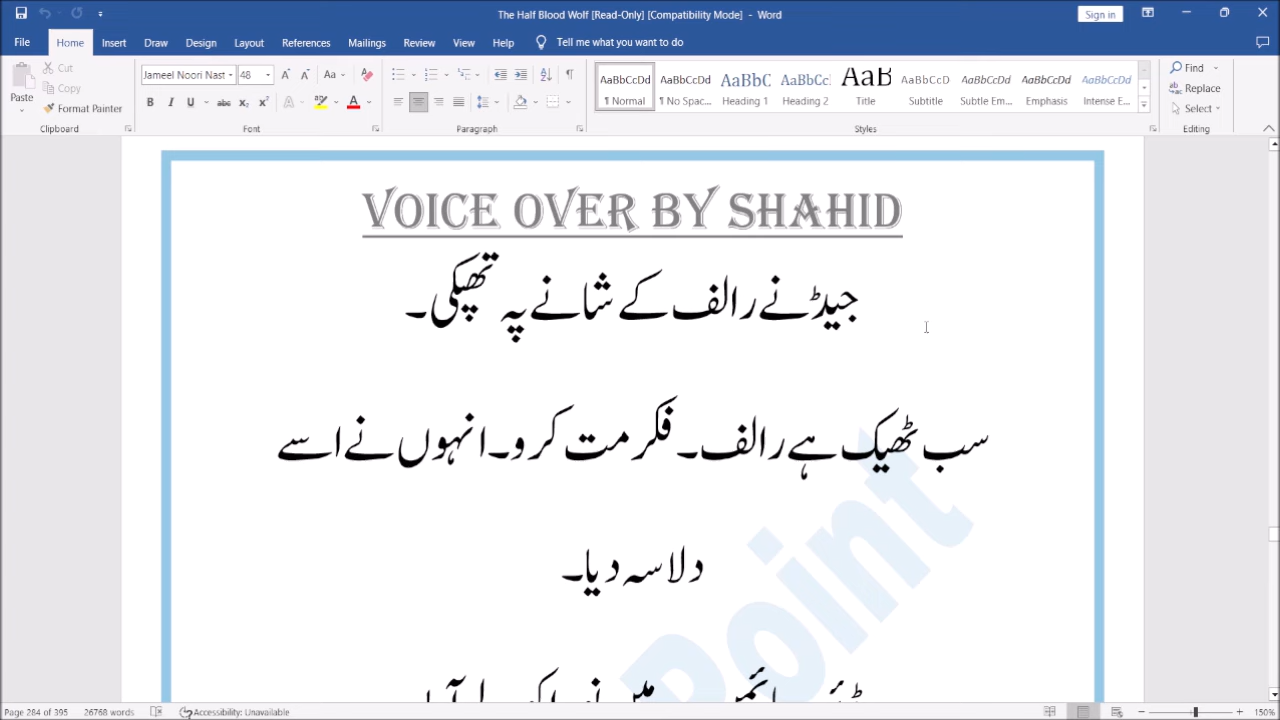 The Half Blood Wolf [Read-Only] [Compatibility Mode] - Word
Sign in
File Home Insert Draw Design Layout References Mailings Review View Help Tell me what you want to do
Paste
Cut
Copy
Format Painter
Jameel Noori Nast 48
AaBbCcDd AaBbCcDd AaBbC AaBbCc AaB AaBbCcD AaBbCcDd AaBbCcDd AaBbCcDd
¶ Normal ¶ No Spac... Heading 1 Heading 2 Title Subtitle Subtle Em... Emphasis Intense E...
Find
Replace
Select
Clipboard Font Paragraph Styles Editing
VOICE OVER BY SHAHID
جیڈ نے رالف کے شانے پہ تھپکی۔
سب ٹھیک ہے رالف۔ فکر مت کرو۔ انہوں نے اسے
دلاسہ دیا۔
Point
Page 284 of 395 26768 words Accessibility: Unavailable 150%